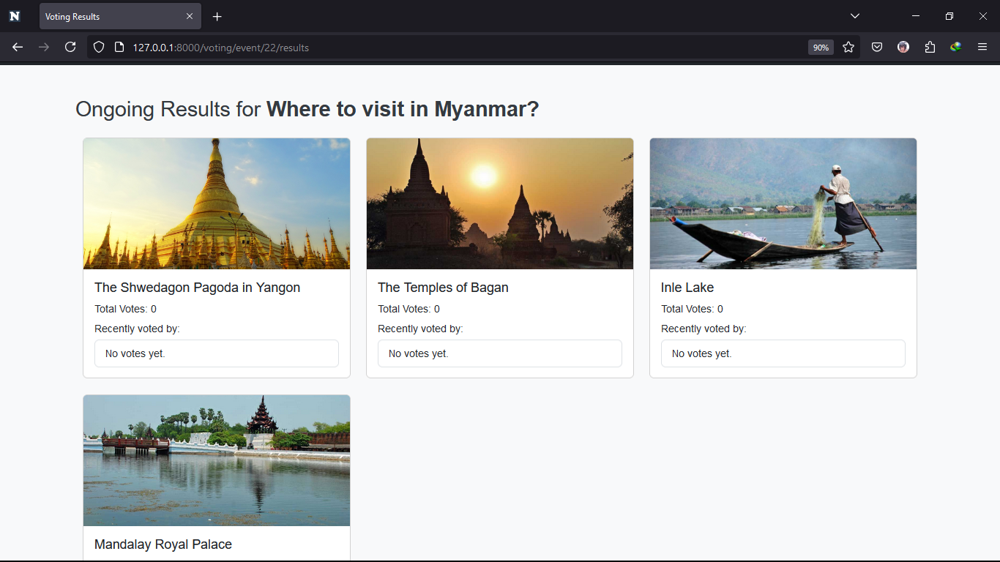 N
Voting Results
127.0.0.1:8000/voting/event/22/results
90%
Ongoing Results for Where to visit in Myanmar?
The Shwedagon Pagoda in Yangon
Total Votes: 0
Recently voted by:
No votes yet.
The Temples of Bagan
Total Votes: 0
Recently voted by:
No votes yet.
Inle Lake
Total Votes: 0
Recently voted by:
No votes yet.
Mandalay Royal Palace